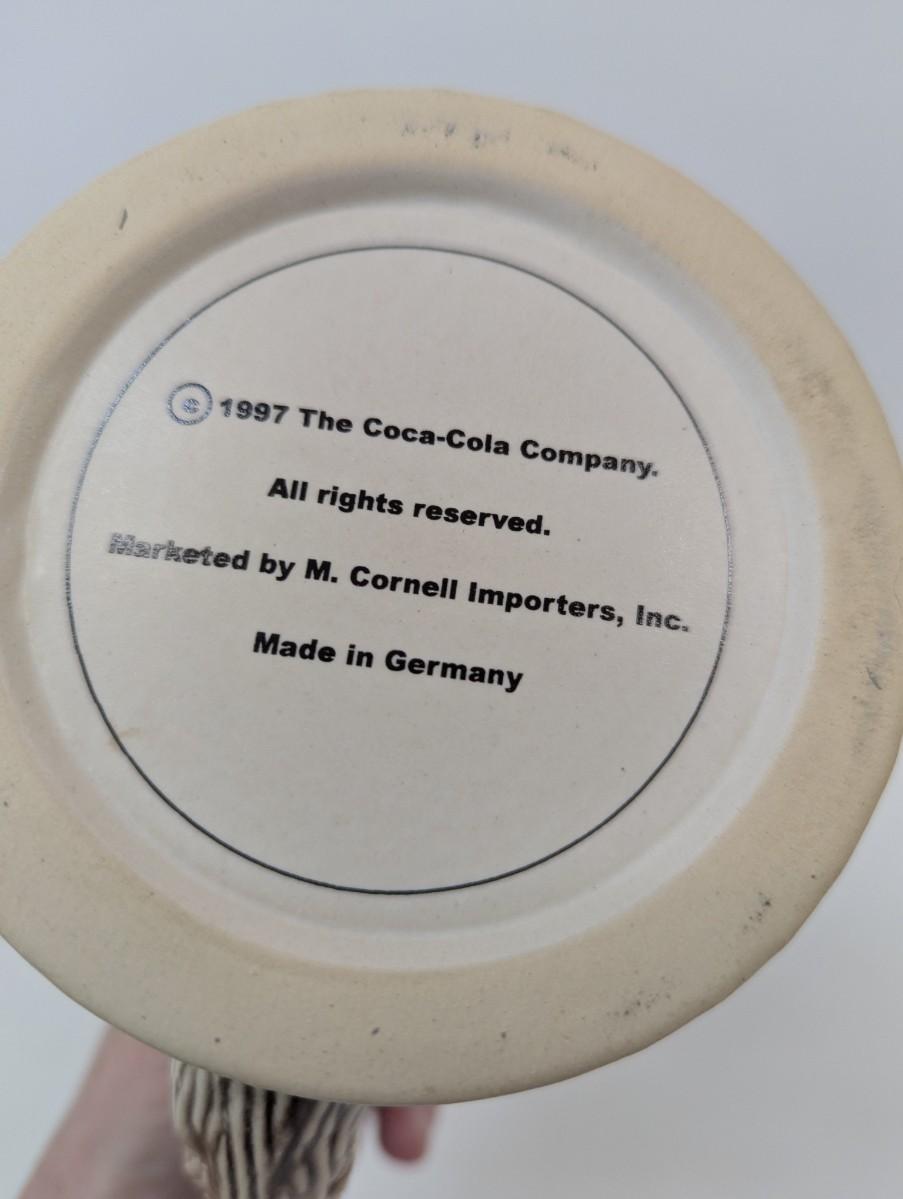 © 1997 The Coca-Cola Company.
All rights reserved.
Marketed by M. Cornell Importers, Inc.
Made in Germany